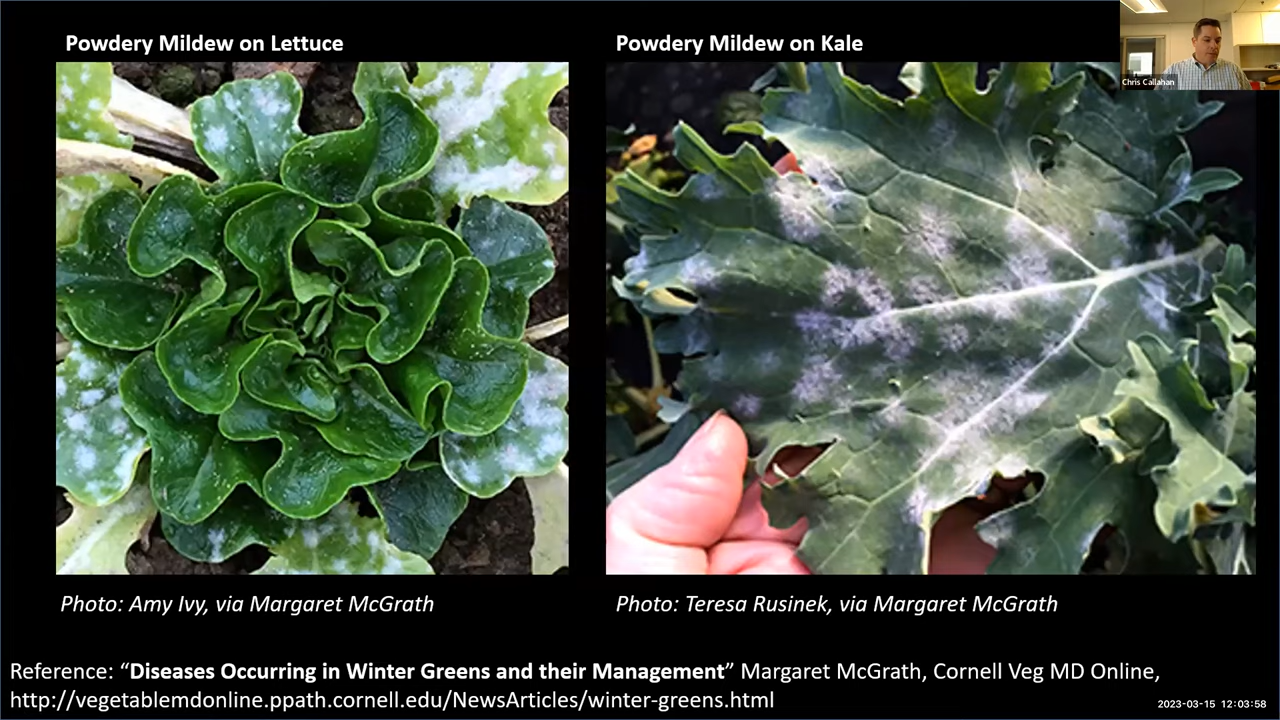 Powdery Mildew on Lettuce
Powdery Mildew on Kale
Chris Callahan
Photo: Amy Ivy, via Margaret McGrath
Photo: Teresa Rusinek, via Margaret McGrath
Reference: “Diseases Occurring in Winter Greens and their Management” Margaret McGrath, Cornell Veg MD Online,
http://vegetablemdonline.ppath.cornell.edu/NewsArticles/winter-greens.html
2023-03-15 12:03:58